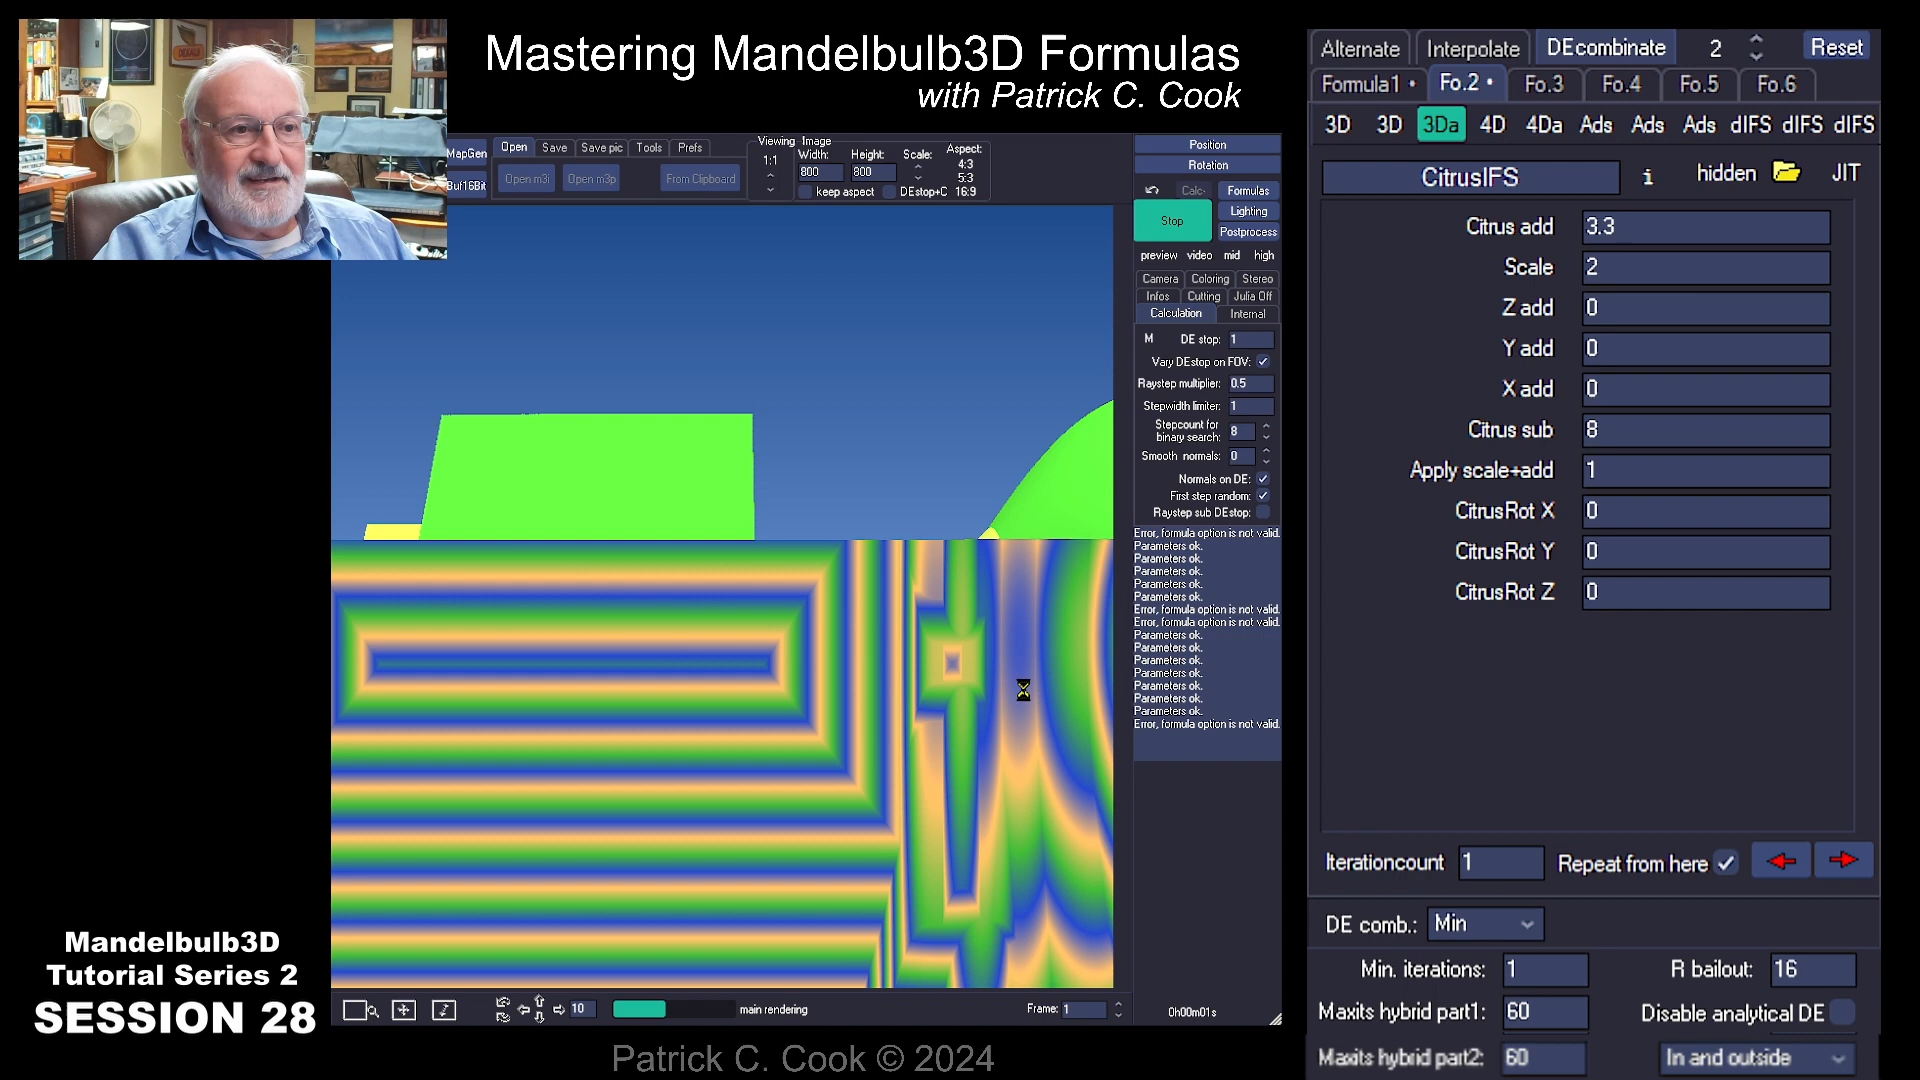 Mastering Mandelbulb3D Formulas
with Patrick C. Cook
MapGen
Buf16Bit
Open
Save
Save pic
Tools
Prefs
Open m3i
Open m3p
From Clipboard
Viewing
1:1
Image
Width:
800
Height:
800
Scale:
Aspect:
4:3
5:3
16:9
keep aspect
DEstop+C
Position
Rotation
Calc-
Formulas
Stop
Lighting
Postprocess
preview video mid high
Camera Coloring Stereo
Infos Cutting Julia Off
Calculation Internal
M DE stop: 1
Vary DEstop on FOV:
Raystep multiplier: 0.5
Stepwidth limiter: 1
Stepcount for
binary search: 8
Smooth normals: 0
Normals on DE:
First step random:
Raystep sub DEstop:
Error, formula option is not valid.
Parameters ok.
Parameters ok.
Parameters ok.
Parameters ok.
Parameters ok.
Error, formula option is not valid.
Error, formula option is not valid.
Parameters ok.
Parameters ok.
Parameters ok.
Parameters ok.
Parameters ok.
Parameters ok.
Parameters ok.
Error, formula option is not valid.
10
main rendering
Frame: 1
0h00m01s
Alternate Interpolate DEcombinate 2 Reset
Formula1 • Fo.2 • Fo.3 Fo.4 Fo.5 Fo.6
3D 3D 3Da 4D 4Da Ads Ads Ads dIFS dIFS dIFS
CitrusIFS i hidden JIT
Citrus add 3.3
Scale 2
Z add 0
Y add 0
X add 0
Citrus sub 8
Apply scale+add 1
CitrusRot X 0
CitrusRot Y 0
CitrusRot Z 0
Iterationcount 1 Repeat from here
DE comb.: Min
Min. iterations: 1 R bailout: 16
Maxits hybrid part1: 60 Disable analytical DE
Maxits hybrid part2: 60 In and outside
Mandelbulb3D
Tutorial Series 2
SESSION 28
Patrick C. Cook © 2024